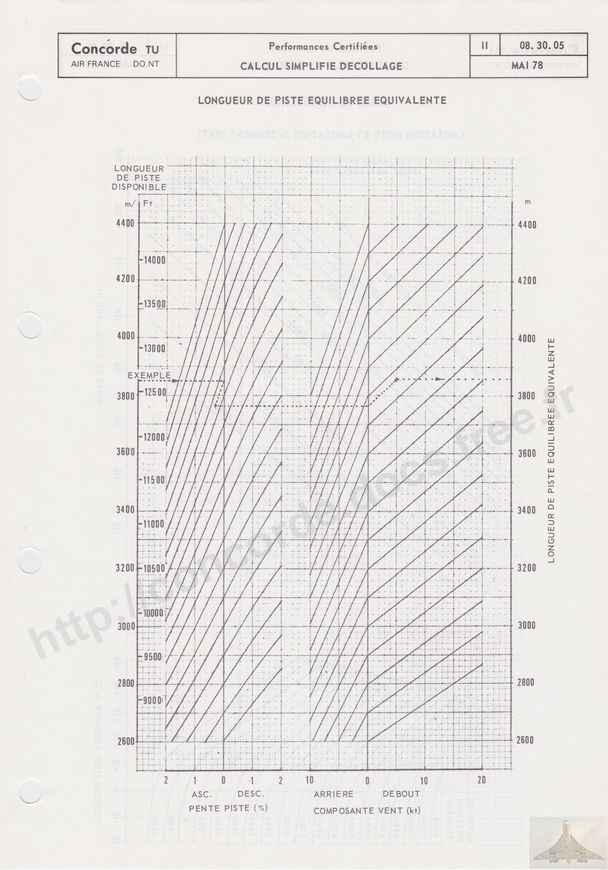 Concorde TU
AIR FRANCE DO.NT
Performances Certifiées
CALCUL SIMPLIFIE DECOLLAGE
II
08.30.05
MAI 78
LONGUEUR DE PISTE EQUILIBREE EQUIVALENTE
LONGUEUR
DE PISTE
DISPONIBLE
m/ Ft
m
4400
4200
4000
3800
3600
3400
3200
3000
2800
2600
14000
13500
13000
12500
12000
11500
11000
10500
10000
9500
9000
EXEMPLE
4400
4200
4000
3800
3600
3400
3200
3000
2800
2600
LONGUEUR DE PISTE EQUILIBREE EQUIVALENTE
2 1 0 1 2 10 0 10 20
ASC. DESC. ARRIERE DEBOUT
PENTE PISTE (%) COMPOSANTE VENT (kt)
http://concorde.docs.free.fr